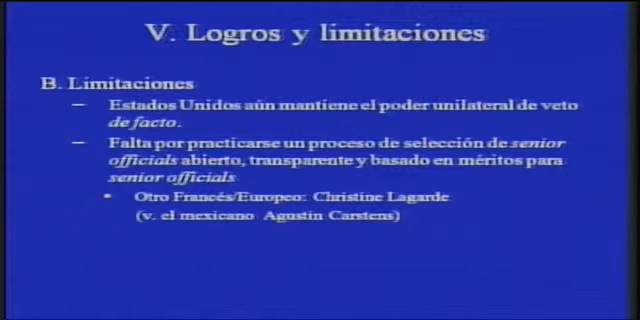 V. Logros y limitaciones
B. Limitaciones
– Estados Unidos aún mantiene el poder unilateral de veto
de facto.
– Falta por practicarse un proceso de selección de senior
officials abierto, transparente y basado en méritos para
senior officials
• Otro Francés/Europeo: Christine Lagarde
(v. el mexicano Agustín Carstens)